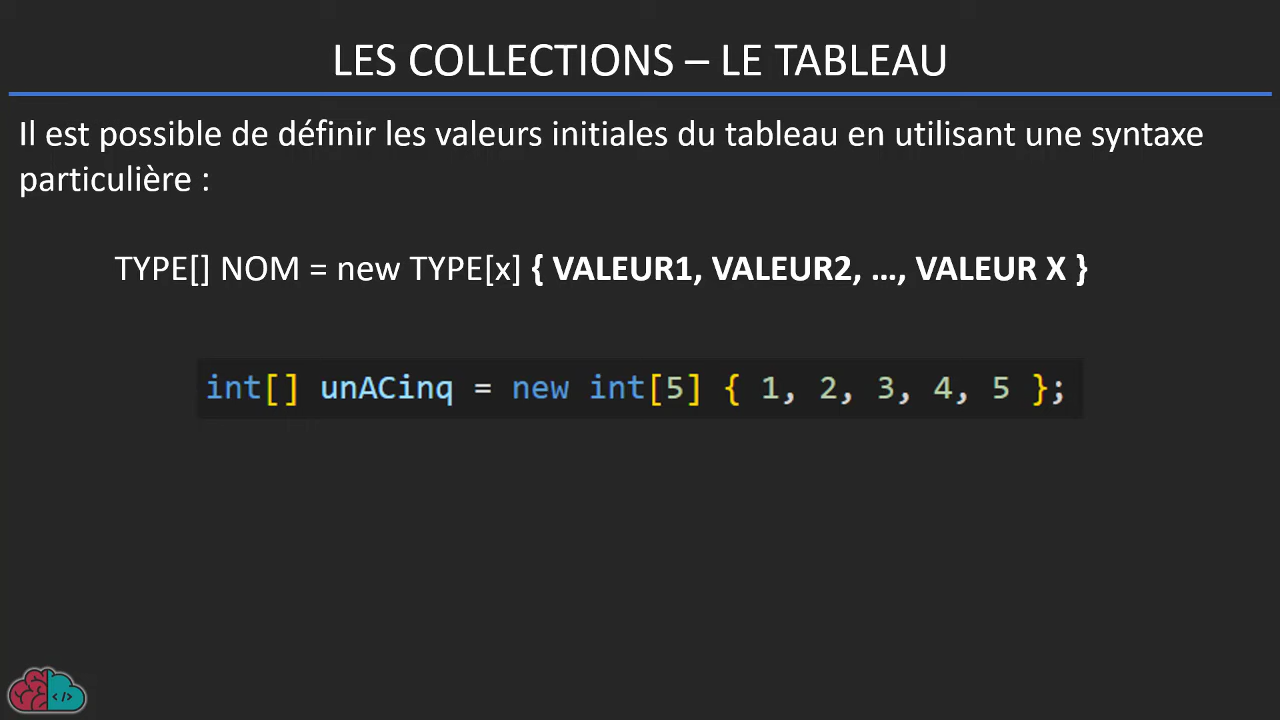 LES COLLECTIONS – LE TABLEAU
Il est possible de définir les valeurs initiales du tableau en utilisant une syntaxe
particulière :
TYPE[] NOM = new TYPE[x] { VALEUR1, VALEUR2, …, VALEUR X }
int[] unACinq = new int[5] { 1, 2, 3, 4, 5 };
</>